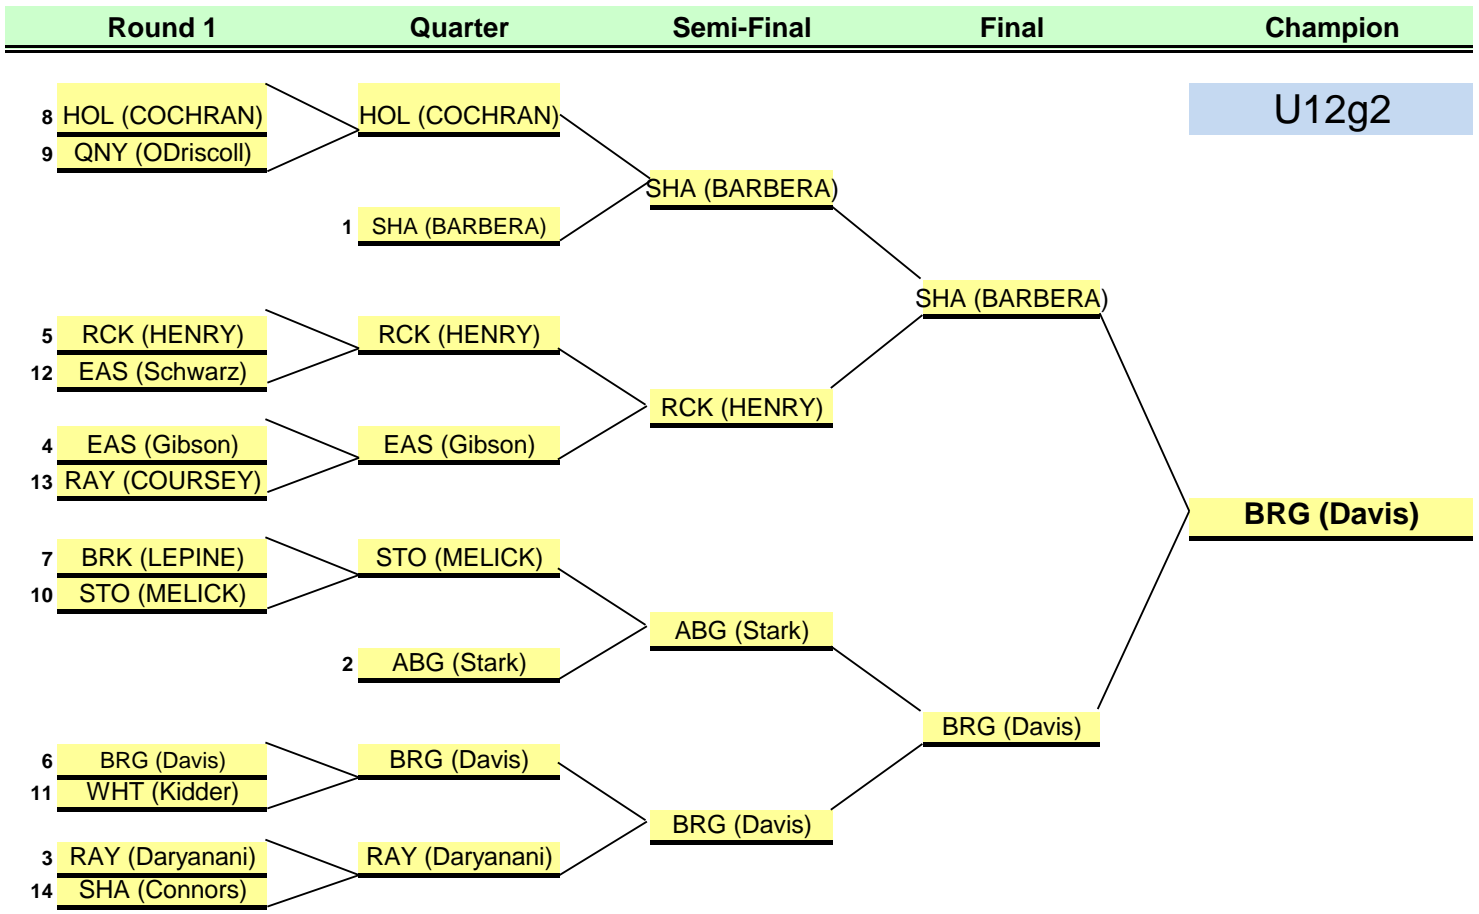 Round 1 Quarter Semi-Final Final Champion
U12g2
8 HOL (COCHRAN)
9 QNY (ODriscoll)
HOL (COCHRAN)
1 SHA (BARBERA)
SHA (BARBERA)
5 RCK (HENRY)
12 EAS (Schwarz)
RCK (HENRY)
4 EAS (Gibson)
13 RAY (COURSEY)
EAS (Gibson)
RCK (HENRY)
SHA (BARBERA)
7 BRK (LEPINE)
10 STO (MELICK)
STO (MELICK)
2 ABG (Stark)
ABG (Stark)
6 BRG (Davis)
11 WHT (Kidder)
BRG (Davis)
3 RAY (Daryanani)
14 SHA (Connors)
RAY (Daryanani)
BRG (Davis)
BRG (Davis)
BRG (Davis)